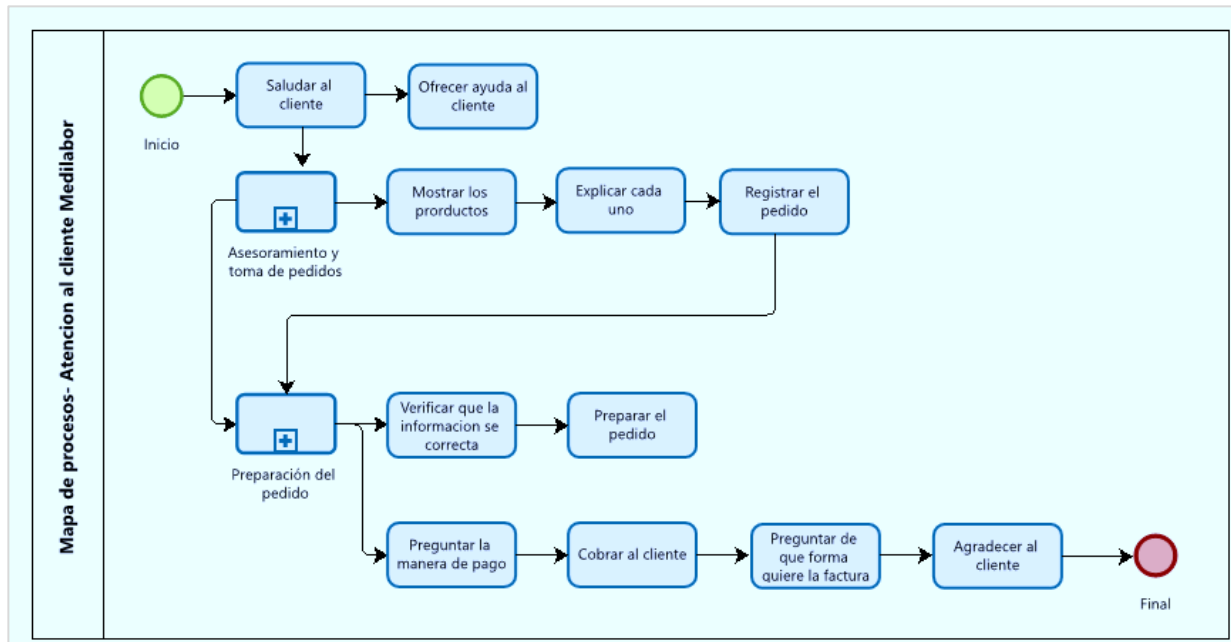 Mapa de procesos- Atencion al cliente Medilabor
Inicio
Saludar al
cliente
Ofrecer ayuda al
cliente
Asesoramiento y
toma de pedidos
Mostrar los
prorductos
Explicar cada
uno
Registrar el
pedido
Preparación del
pedido
Verificar que la
informacion se
correcta
Preparar el
pedido
Preguntar la
manera de pago
Cobrar al cliente
Preguntar de
que forma
quiere la factura
Agradecer al
cliente
Final